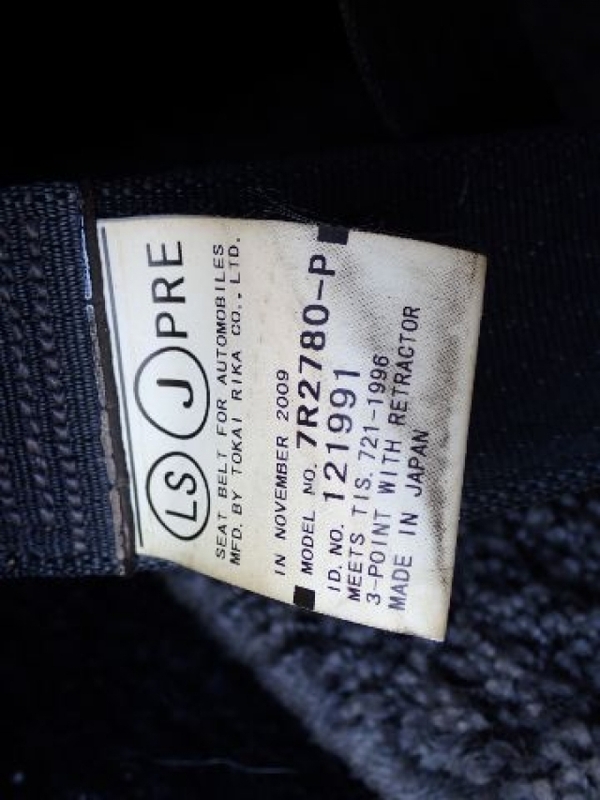 LS J PRE
SEAT BELT FOR AUTOMOBILES
MFD. BY TOKAI RIKA CO., LTD.
IN NOVEMBER 2009
MODEL NO. 7R2780-P
ID. NO. 121991
MEETS TIS. 721-1996
3-POINT WITH RETRACTOR
MADE IN JAPAN